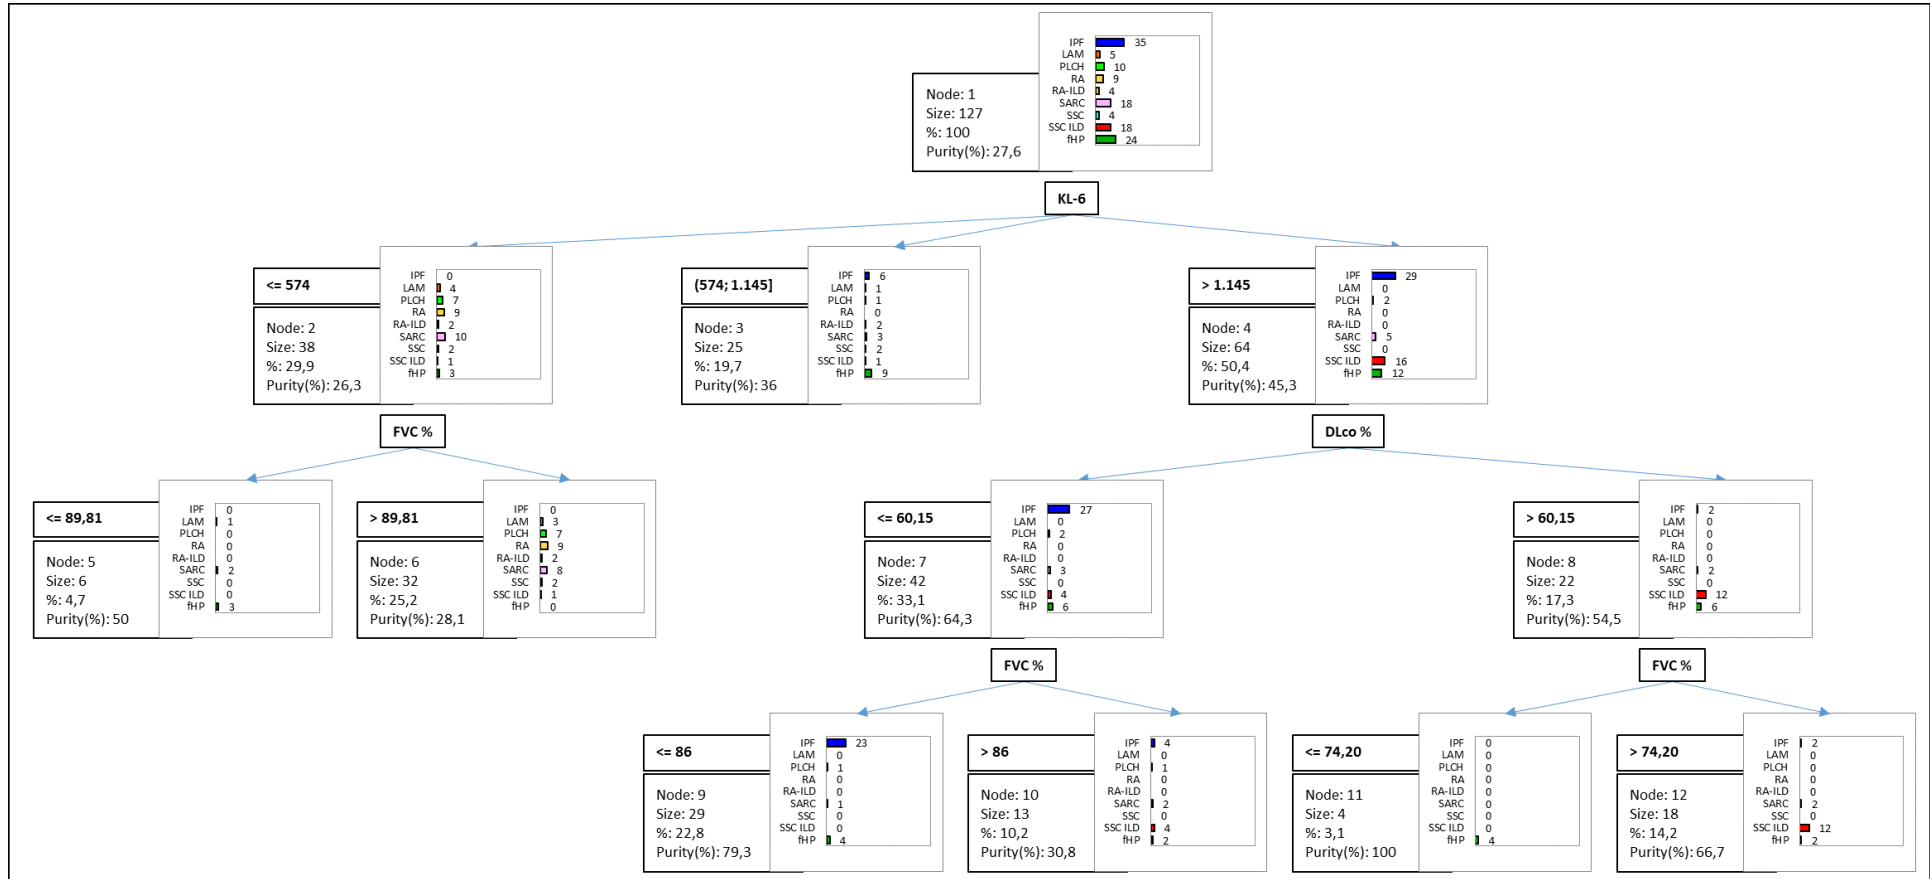 IPF 35
LAM 5
PLCH 10
RA 9
RA-ILD 4
SARC 18
SSC 4
SSC ILD 18
fHP 24
Node: 1
Size: 127
%: 100
Purity(%): 27,6
KL-6
<= 574
IPF 0
LAM 4
PLCH 7
RA 9
RA-ILD 2
SARC 10
SSC 2
SSC ILD 1
fHP 3
Node: 2
Size: 38
%: 29,9
Purity(%): 26,3
(574; 1.145]
IPF 6
LAM 1
PLCH 1
RA 0
RA-ILD 2
SARC 3
SSC 2
SSC ILD 1
fHP 9
Node: 3
Size: 25
%: 19,7
Purity(%): 36
> 1.145
IPF 29
LAM 0
PLCH 2
RA 0
RA-ILD 0
SARC 5
SSC 0
SSC ILD 16
fHP 12
Node: 4
Size: 64
%: 50,4
Purity(%): 45,3
FVC %
DLco %
<= 89,81
IPF 0
LAM 1
PLCH 0
RA 0
RA-ILD 0
SARC 2
SSC 0
SSC ILD 0
fHP 3
Node: 5
Size: 6
%: 4,7
Purity(%): 50
> 89,81
IPF 0
LAM 3
PLCH 7
RA 9
RA-ILD 2
SARC 8
SSC 2
SSC ILD 1
fHP 0
Node: 6
Size: 32
%: 25,2
Purity(%): 28,1
<= 60,15
IPF 27
LAM 0
PLCH 2
RA 0
RA-ILD 0
SARC 3
SSC 0
SSC ILD 4
fHP 6
Node: 7
Size: 42
%: 33,1
Purity(%): 64,3
> 60,15
IPF 2
LAM 0
PLCH 0
RA 0
RA-ILD 0
SARC 2
SSC 0
SSC ILD 12
fHP 6
Node: 8
Size: 22
%: 17,3
Purity(%): 54,5
FVC %
FVC %
<= 86
IPF 23
LAM 0
PLCH 1
RA 0
RA-ILD 0
SARC 1
SSC 0
SSC ILD 0
fHP 4
Node: 9
Size: 29
%: 22,8
Purity(%): 79,3
> 86
IPF 4
LAM 0
PLCH 1
RA 0
RA-ILD 0
SARC 2
SSC 0
SSC ILD 4
fHP 2
Node: 10
Size: 13
%: 10,2
Purity(%): 30,8
<= 74,20
IPF 0
LAM 0
PLCH 0
RA 0
RA-ILD 0
SARC 0
SSC 0
SSC ILD 0
fHP 4
Node: 11
Size: 4
%: 3,1
Purity(%): 100
> 74,20
IPF 2
LAM 0
PLCH 0
RA 0
RA-ILD 0
SARC 2
SSC 0
SSC ILD 12
fHP 2
Node: 12
Size: 18
%: 14,2
Purity(%): 66,7